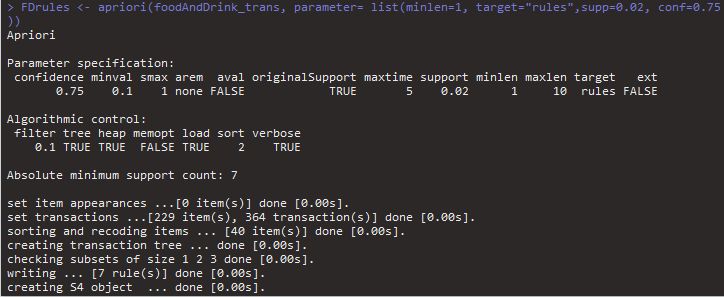 > FDrules <- apriori(foodAndDrink_trans, parameter= list(minlen=1, target="rules",supp=0.02, conf=0.75
))
Apriori

Parameter specification:
 confidence minval smax arem  aval originalSupport maxtime support minlen maxlen target   ext
       0.75    0.1    1 none FALSE            TRUE       5    0.02      1     10  rules FALSE

Algorithmic control:
 filter tree heap memopt load sort verbose
    0.1 TRUE TRUE  FALSE TRUE    2    TRUE

Absolute minimum support count: 7

set item appearances ...[0 item(s)] done [0.00s].
set transactions ...[229 item(s), 364 transaction(s)] done [0.00s].
sorting and recoding items ... [40 item(s)] done [0.00s].
creating transaction tree ... done [0.00s].
checking subsets of size 1 2 3 done [0.00s].
writing ... [7 rule(s)] done [0.00s].
creating S4 object  ... done [0.00s].